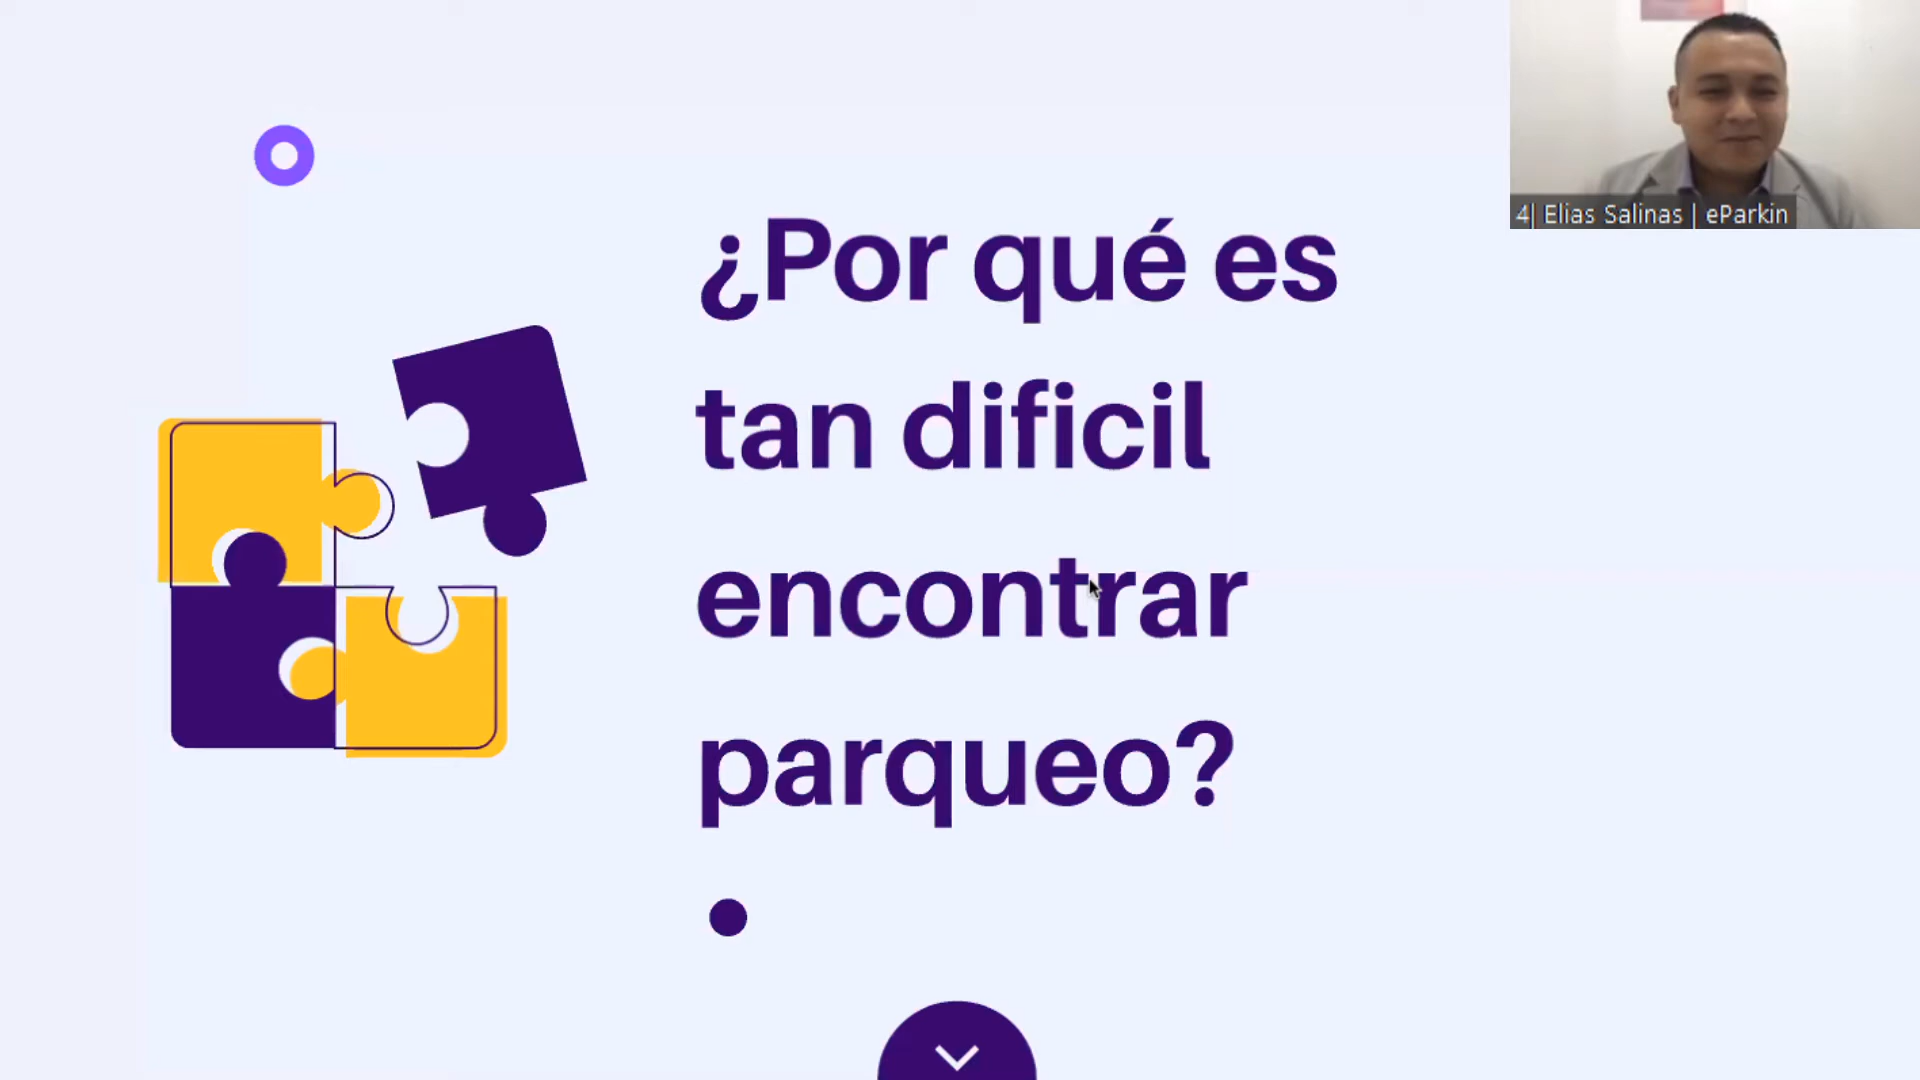 4| Elias Salinas | eParkin
¿Por qué es
tan dificil
encontrar
parqueo?